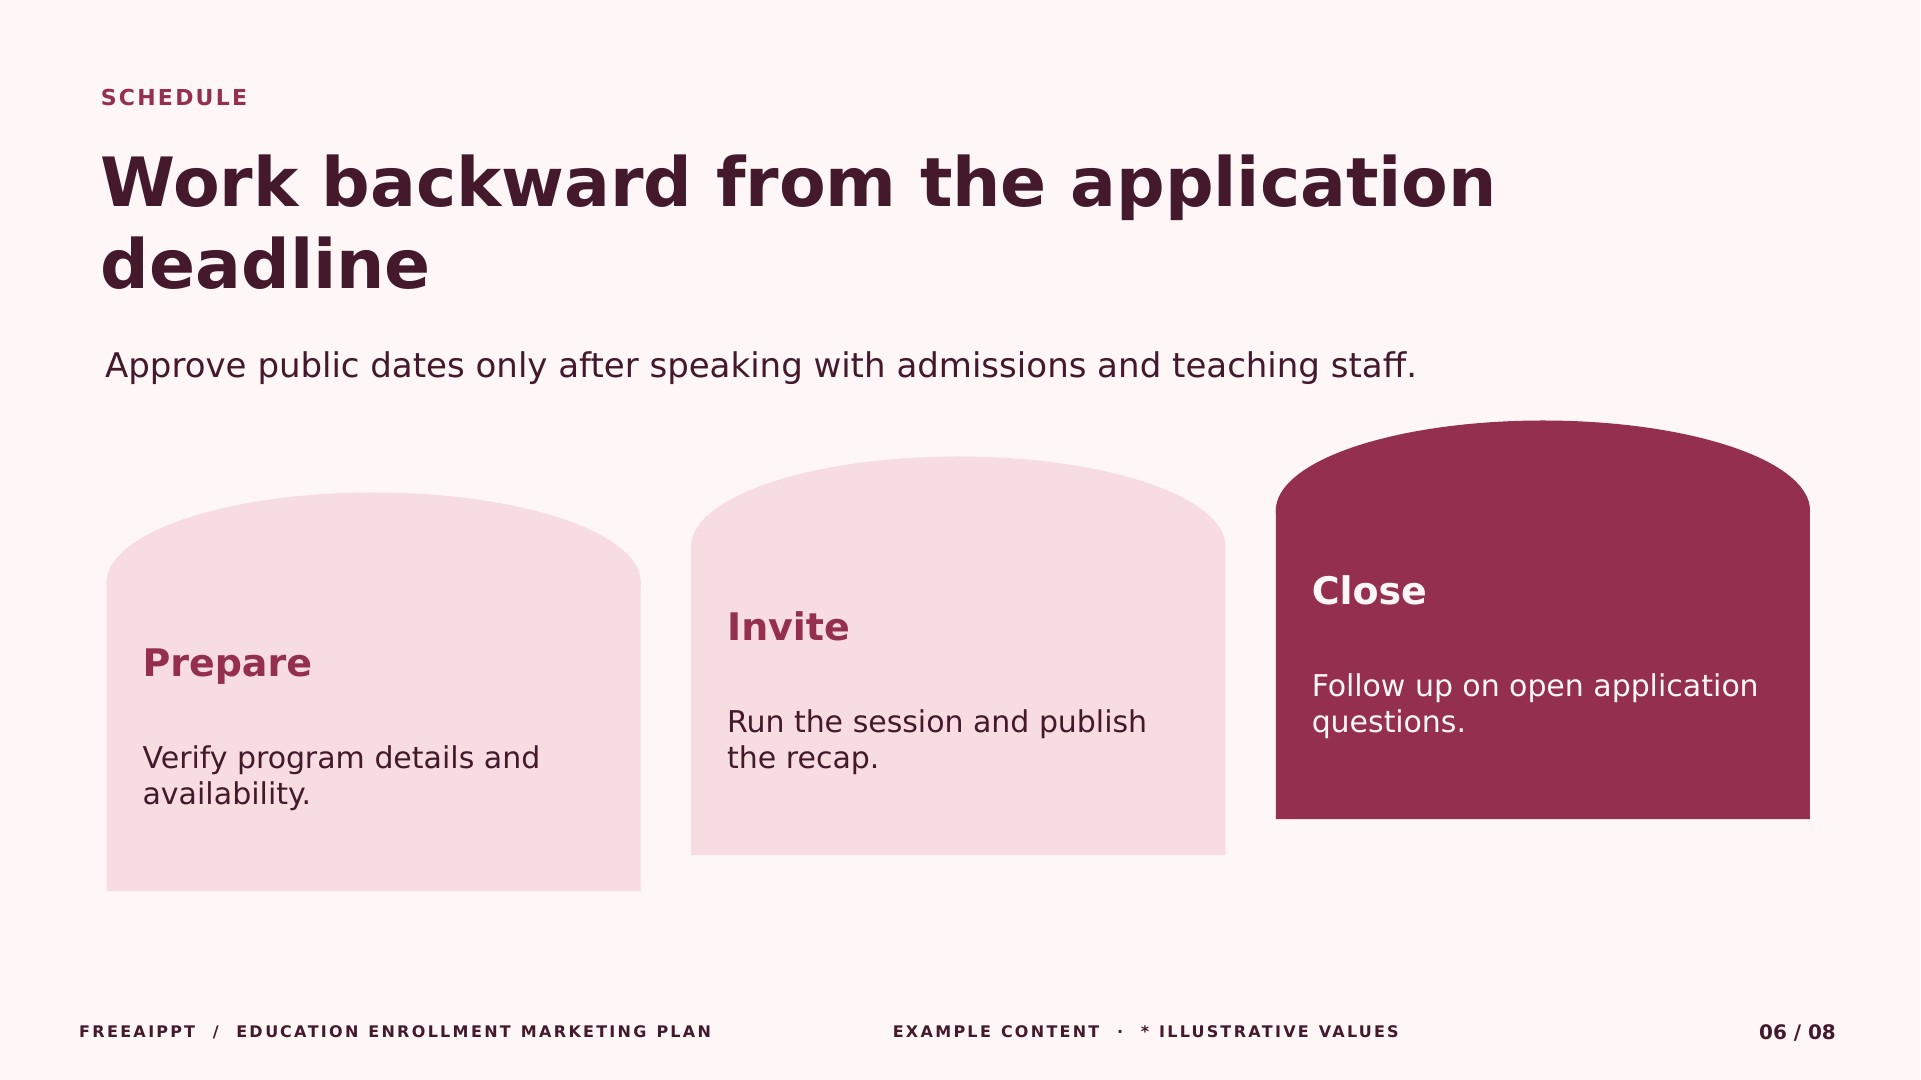 SCHEDULE
Work backward from the application
deadline
Approve public dates only after speaking with admissions and teaching staff.
Prepare
Verify program details and
availability.
Invite
Run the session and publish
the recap.
Close
Follow up on open application
questions.
FREEAIPPT / EDUCATION ENROLLMENT MARKETING PLAN
EXAMPLE CONTENT · * ILLUSTRATIVE VALUES
06 / 08